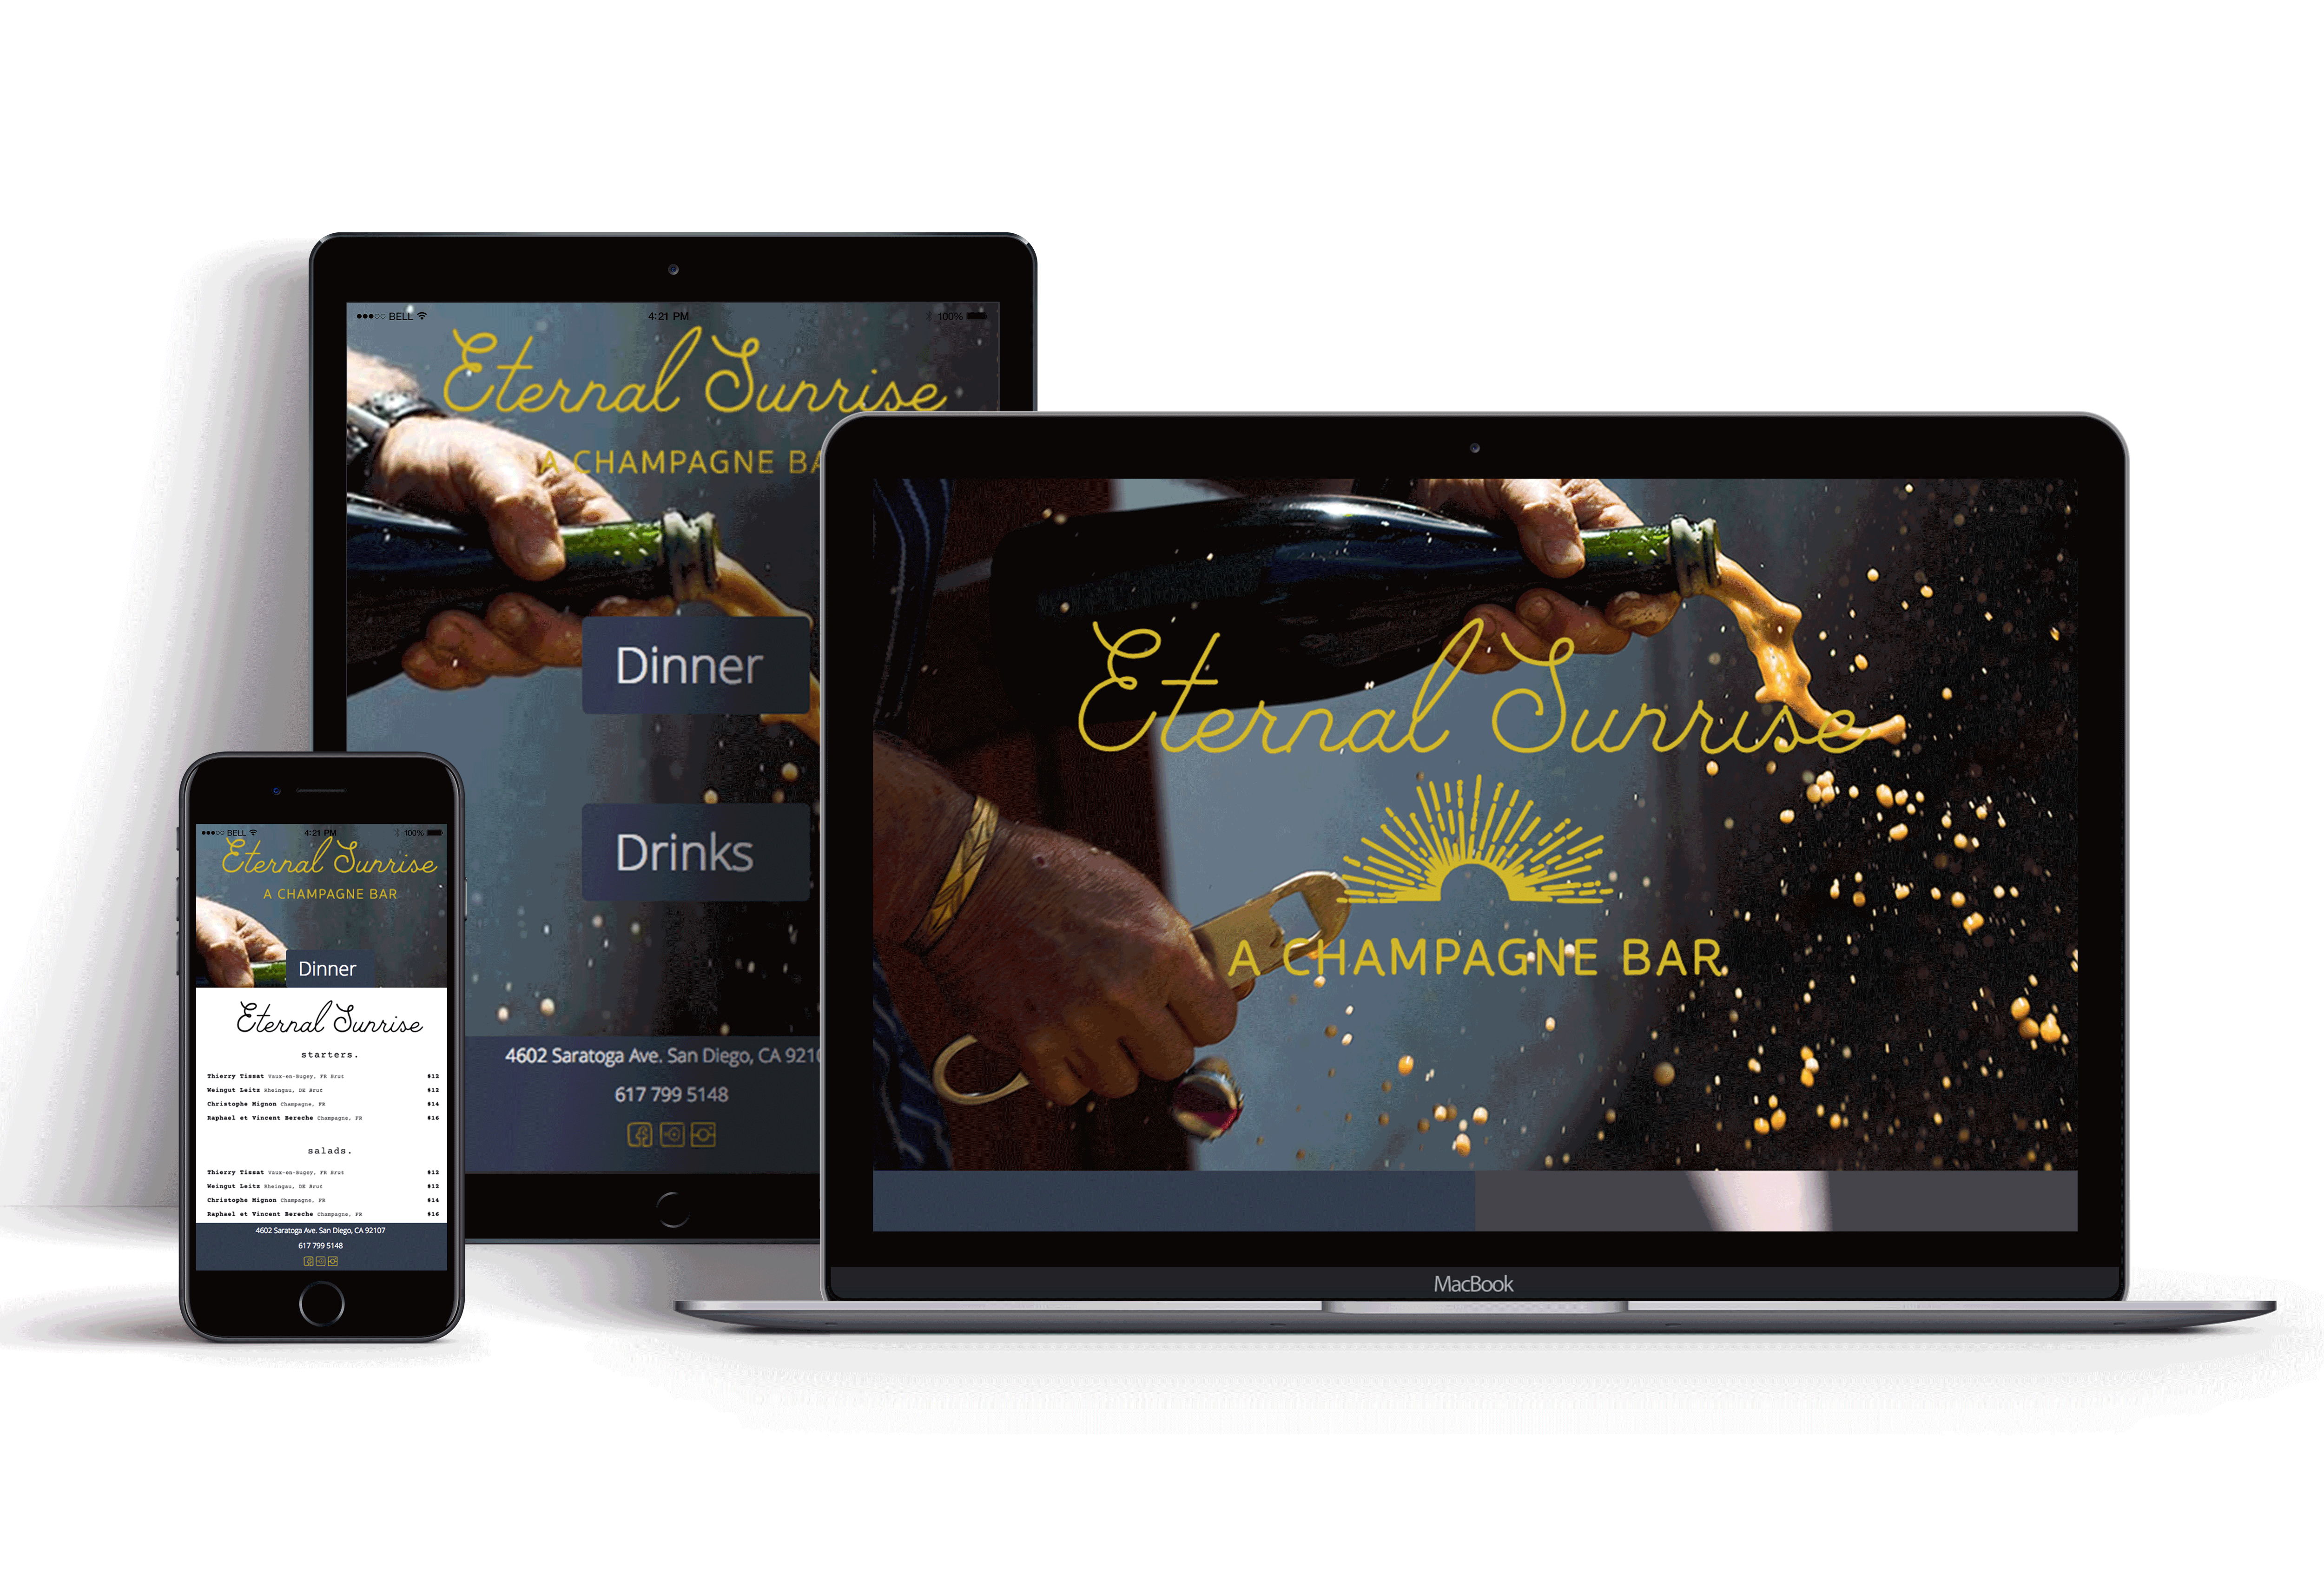 BELL 4:21 PM 100%
Eternal Sunrise
A CHAMPAGNE BA
Dinner
Drinks
4602 Saratoga Ave. San Diego, CA 9210
617 799 5148
Eternal Sunrise
A CHAMPAGNE BAR
MacBook
BELL 4:21 PM 100%
Eternal Sunrise
A CHAMPAGNE BAR
Dinner
Eternal Sunrise
starters.
Thierry Tissat Vaux-en-Bugey, FR Brut $12
Weingut Leitz Rheingau, DE Brut $12
Christophe Mignon Champagne, FR $14
Raphael et Vincent Bereche Champagne, FR $16
salads.
Thierry Tissat Vaux-en-Bugey, FR Brut $12
Weingut Leitz Rheingau, DE Brut $12
Christophe Mignon Champagne, FR $14
Raphael et Vincent Bereche Champagne, FR $16
4602 Saratoga Ave. San Diego, CA 92107
617 799 5148